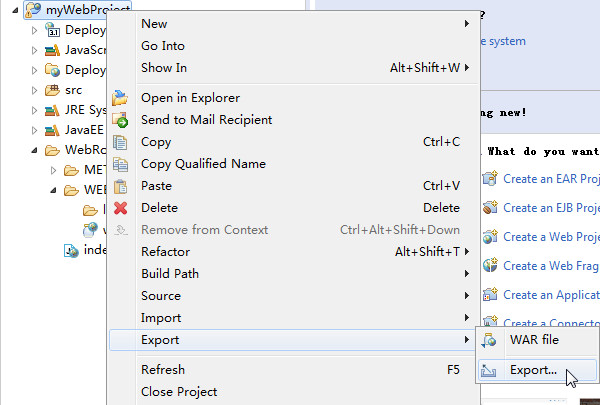 myWebProject
Deploy
JavaScr
Deploy
src
JRE Sys
JavaEE
WebRo
MET
WEB
l
w
inde
New
Go Into
Show In Alt+Shift+W
Open in Explorer
Send to Mail Recipient
Copy Ctrl+C
Copy Qualified Name
Paste Ctrl+V
Delete Delete
Remove from Context Ctrl+Alt+Shift+Down
Refactor Alt+Shift+T
Build Path
Source
Import
Export
Refresh F5
Close Project
WAR file
Export...
?
e system
ng new!
What do you want
Create an EAR Proj
Create an EJB Proje
Create a Web Proje
Create a Web Frag
Create an Applicat
Create a Connecto